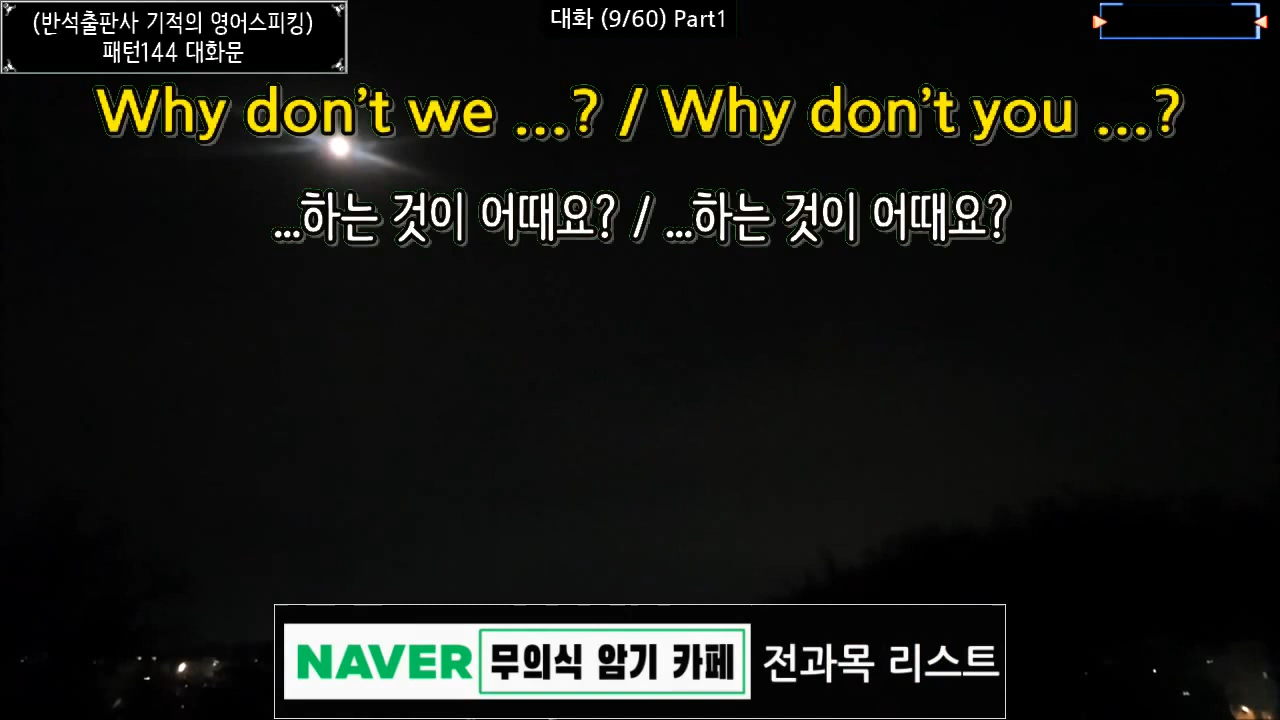 (반석출판사 기적의 영어스피킹)
패턴144 대화문
대화 (9/60) Part1
Why don’t we ...? / Why don’t you ...?
...하는 것이 어때요? / ...하는 것이 어때요?
NAVER 무의식 암기 카페 전과목 리스트